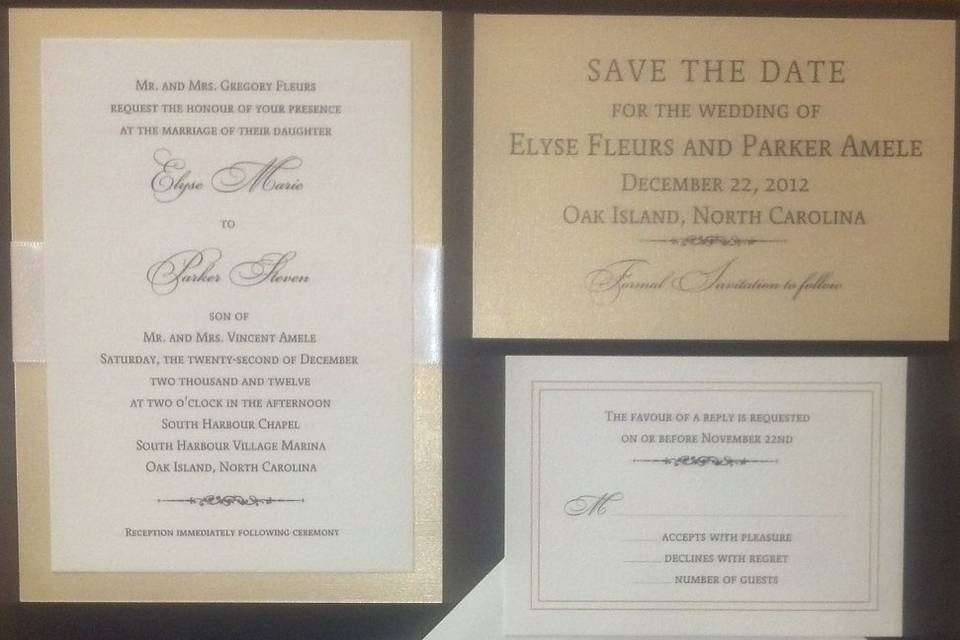 Mr. and Mrs. Gregory Fleurs
request the honour of your presence
at the marriage of their daughter
Elyse Marie
to
Parker Steven
son of
Mr. and Mrs. Vincent Amele
Saturday, the twenty-second of December
two thousand and twelve
at two o'clock in the afternoon
South Harbour Chapel
South Harbour Village Marina
Oak Island, North Carolina
Reception immediately following ceremony
Save the Date
for the wedding of
Elyse Fleurs and Parker Amele
December 22, 2012
Oak Island, North Carolina
Formal Invitation to follow
The favour of a reply is requested
on or before November 22nd
M
accepts with pleasure
declines with regret
number of guests